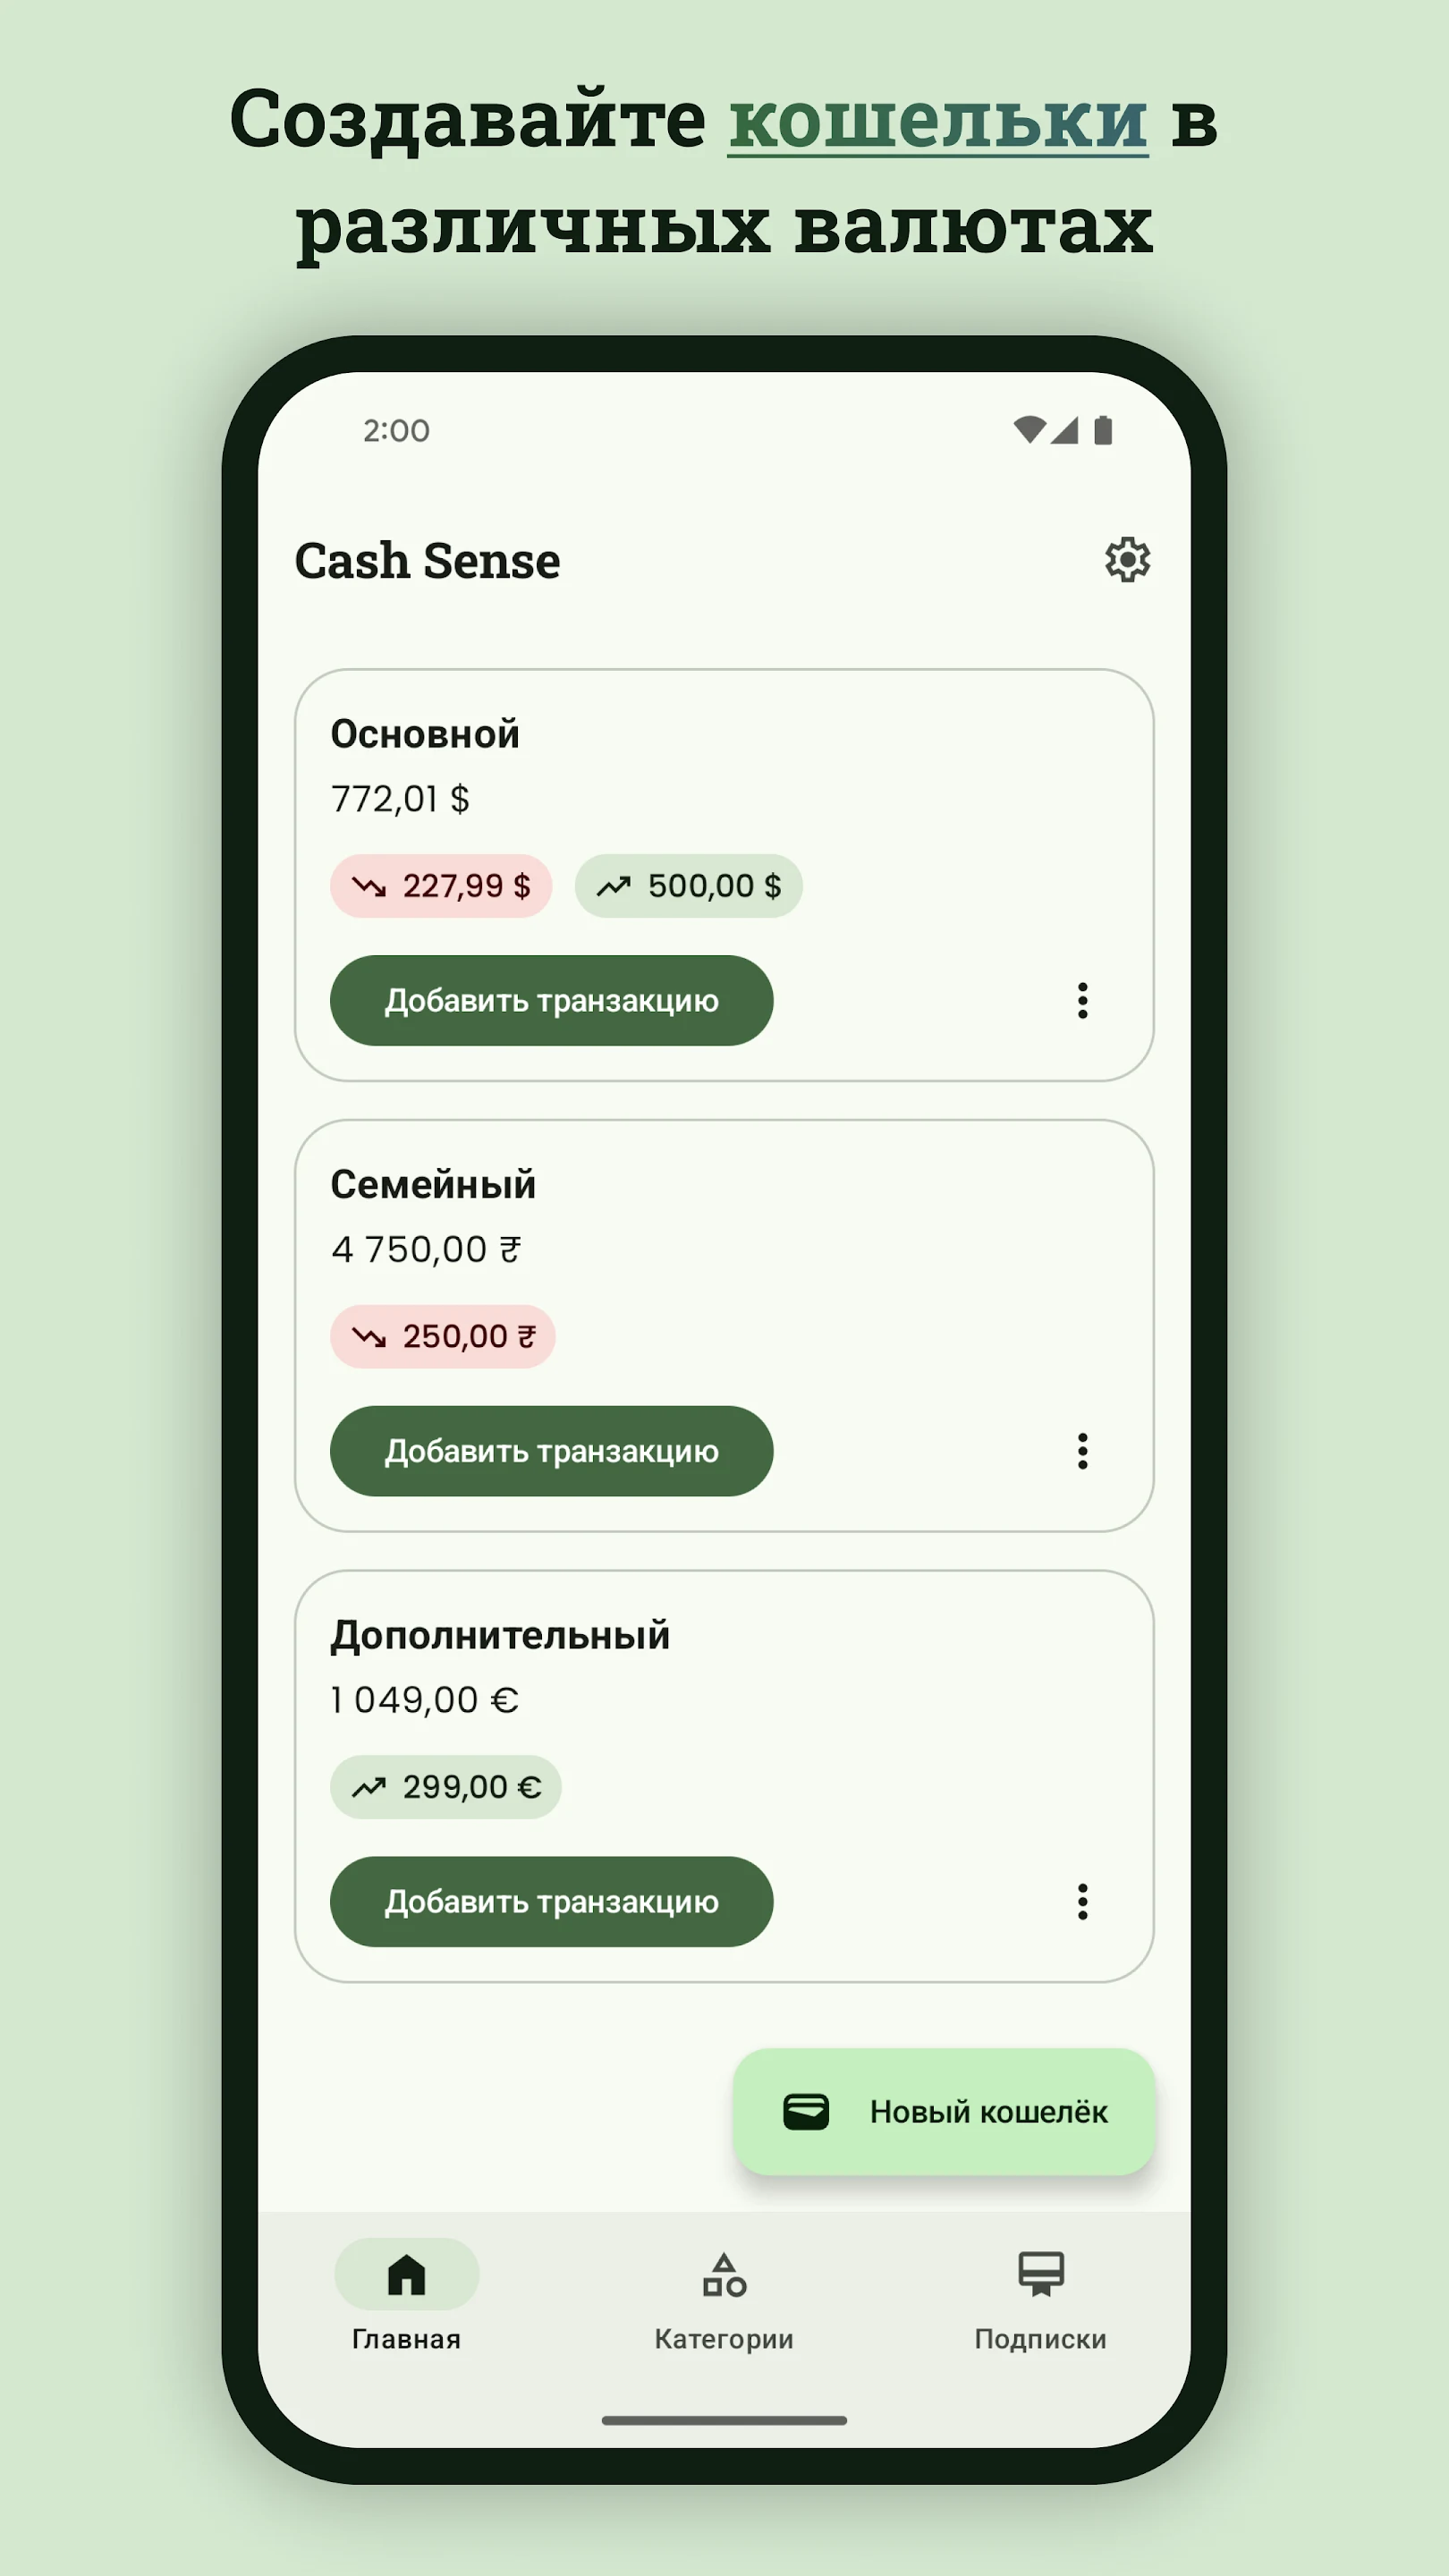 Создавайте кошельки в
различных валютах
2:00
Cash Sense
Основной
772,01 $
227,99 $
500,00 $
Добавить транзакцию
Семейный
4 750,00 ₹
250,00 ₹
Добавить транзакцию
Дополнительный
1 049,00 €
299,00 €
Добавить транзакцию
Новый кошелёк
Главная
Категории
Подписки